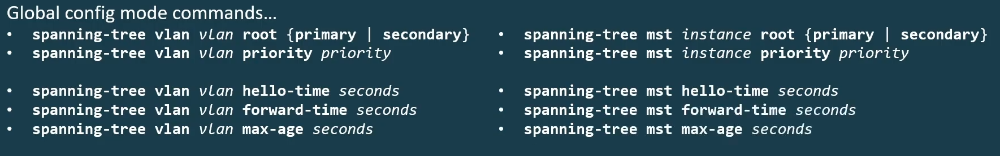 Global config mode commands...
• spanning-tree vlan vlan root {primary | secondary}
• spanning-tree vlan vlan priority priority
• spanning-tree vlan vlan hello-time seconds
• spanning-tree vlan vlan forward-time seconds
• spanning-tree vlan vlan max-age seconds
• spanning-tree mst instance root {primary | secondary}
• spanning-tree mst instance priority priority
• spanning-tree mst hello-time seconds
• spanning-tree mst forward-time seconds
• spanning-tree mst max-age seconds